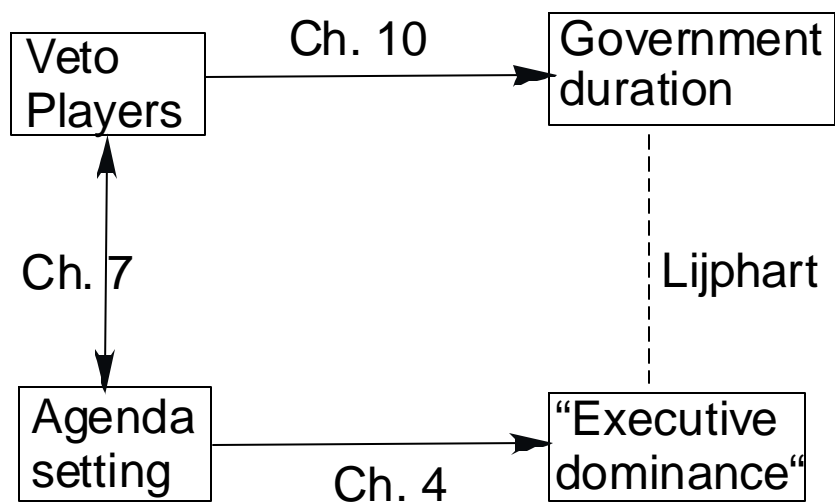 Veto
Players
Ch. 10
Government
duration
Ch. 7
Lijphart
Agenda
setting
Ch. 4
“Executive
dominance“